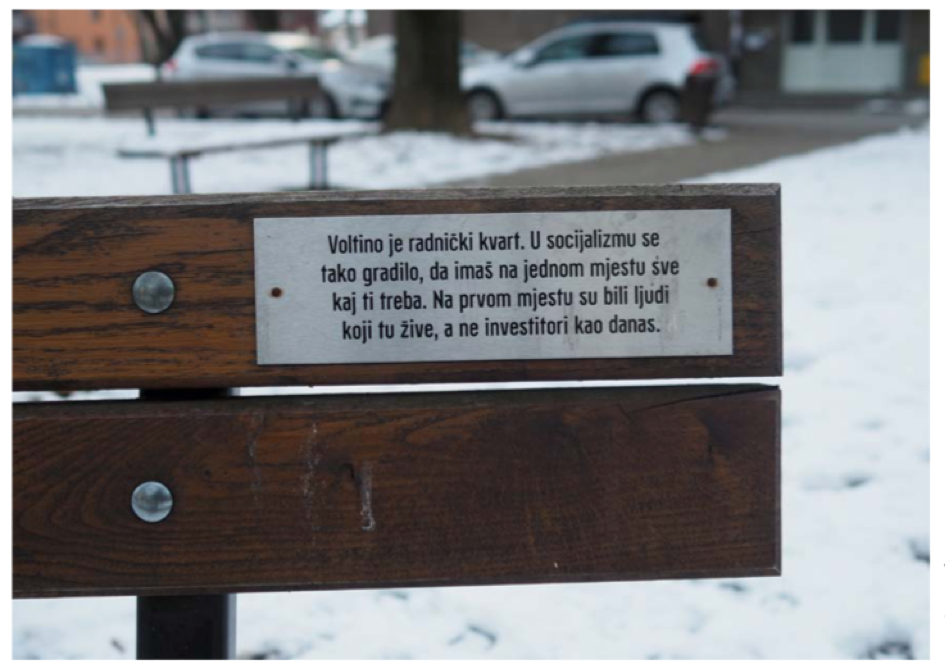 Voltino je radnički kvart. U socijalizmu se
tako gradilo, da imaš na jednom mjestu sve
kaj ti treba. Na prvom mjestu su bili ljudi
koji tu žive, a ne investitori kao danas.